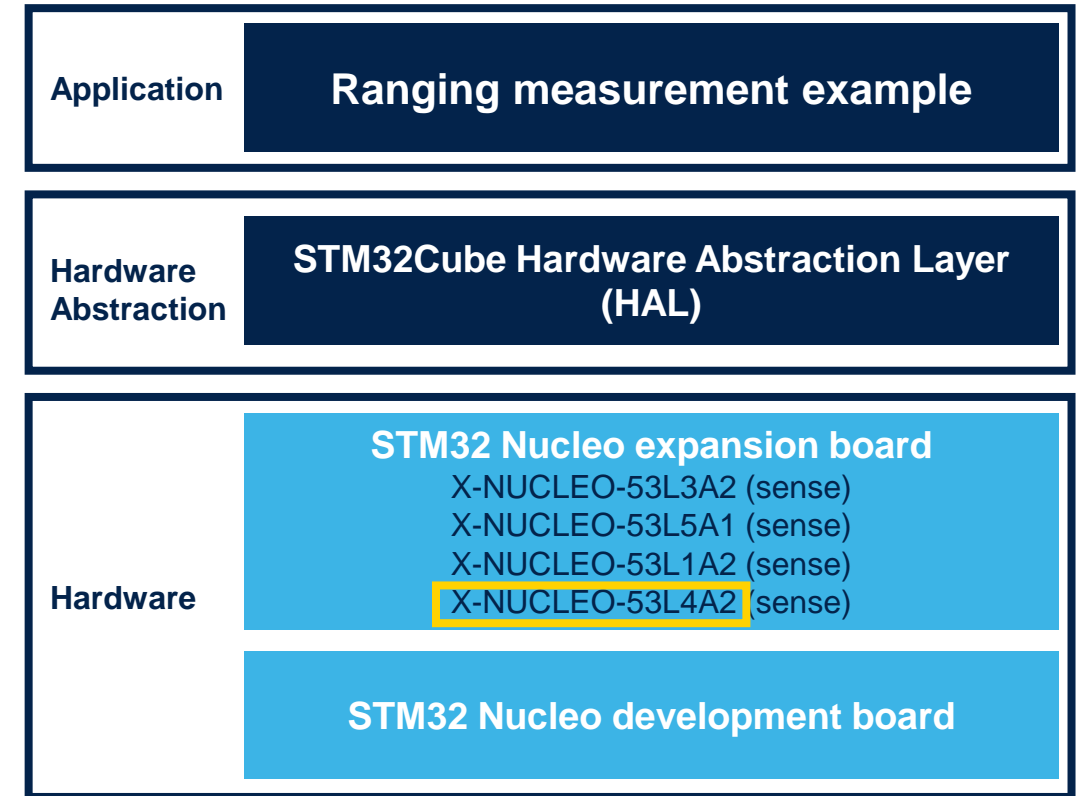 Application
Ranging measurement example
Hardware
Abstraction
STM32Cube Hardware Abstraction Layer
(HAL)
Hardware
STM32 Nucleo expansion board
X-NUCLEO-53L3A2 (sense)
X-NUCLEO-53L5A1 (sense)
X-NUCLEO-53L1A2 (sense)
X-NUCLEO-53L4A2 (sense)
STM32 Nucleo development board